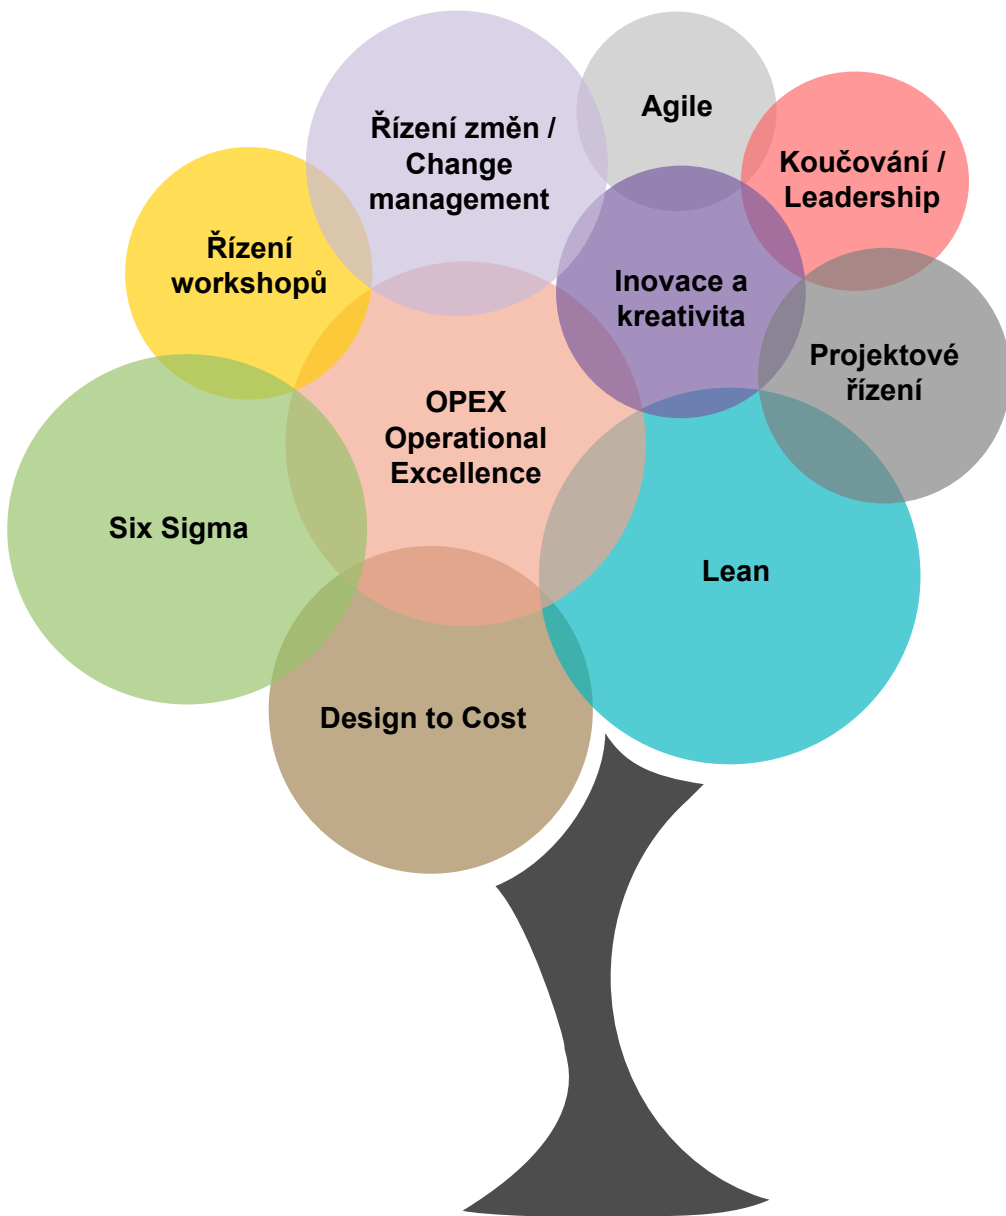 Agile
Řízení změn /
Change
management
Koučování /
Leadership
Řízení
workshopů
Inovace a
kreativita
Projektové
řízení
OPEX
Operational
Excellence
Six Sigma
Lean
Design to Cost